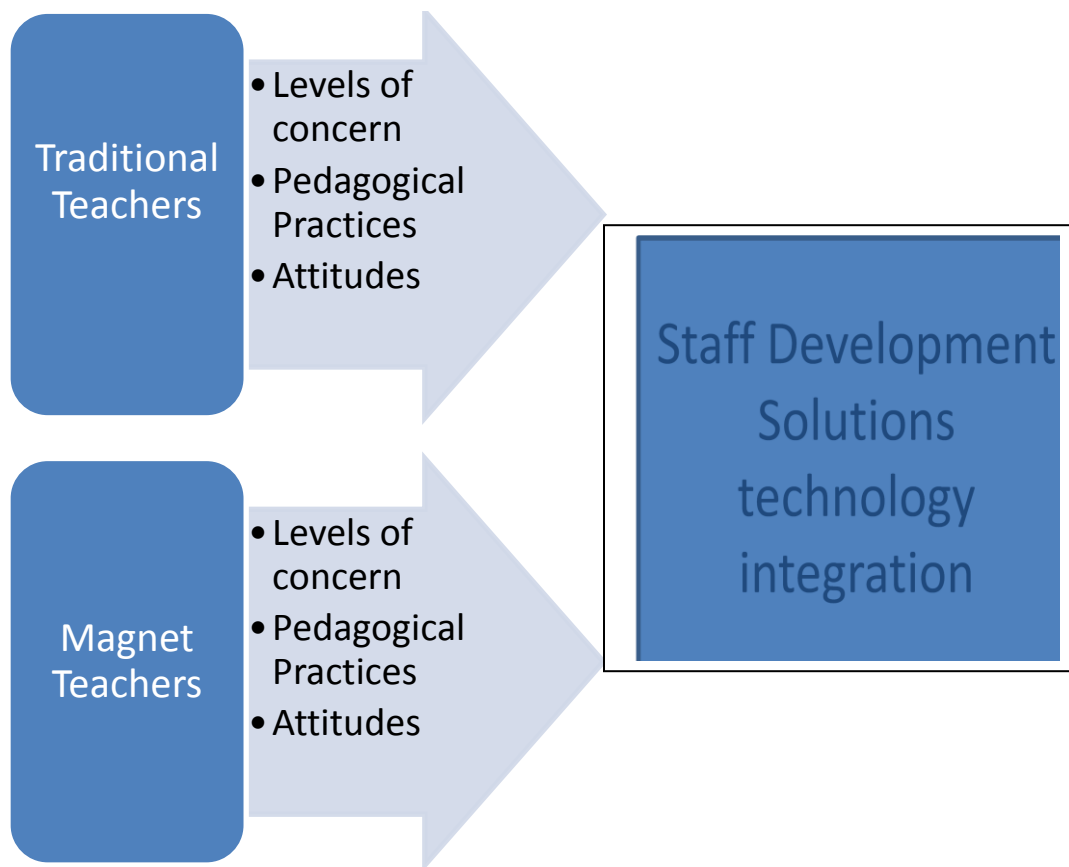 Traditional
Teachers
• Levels of
concern
• Pedagogical
Practices
• Attitudes
Staff Development
Solutions
technology
integration
Magnet
Teachers
• Levels of
concern
• Pedagogical
Practices
• Attitudes